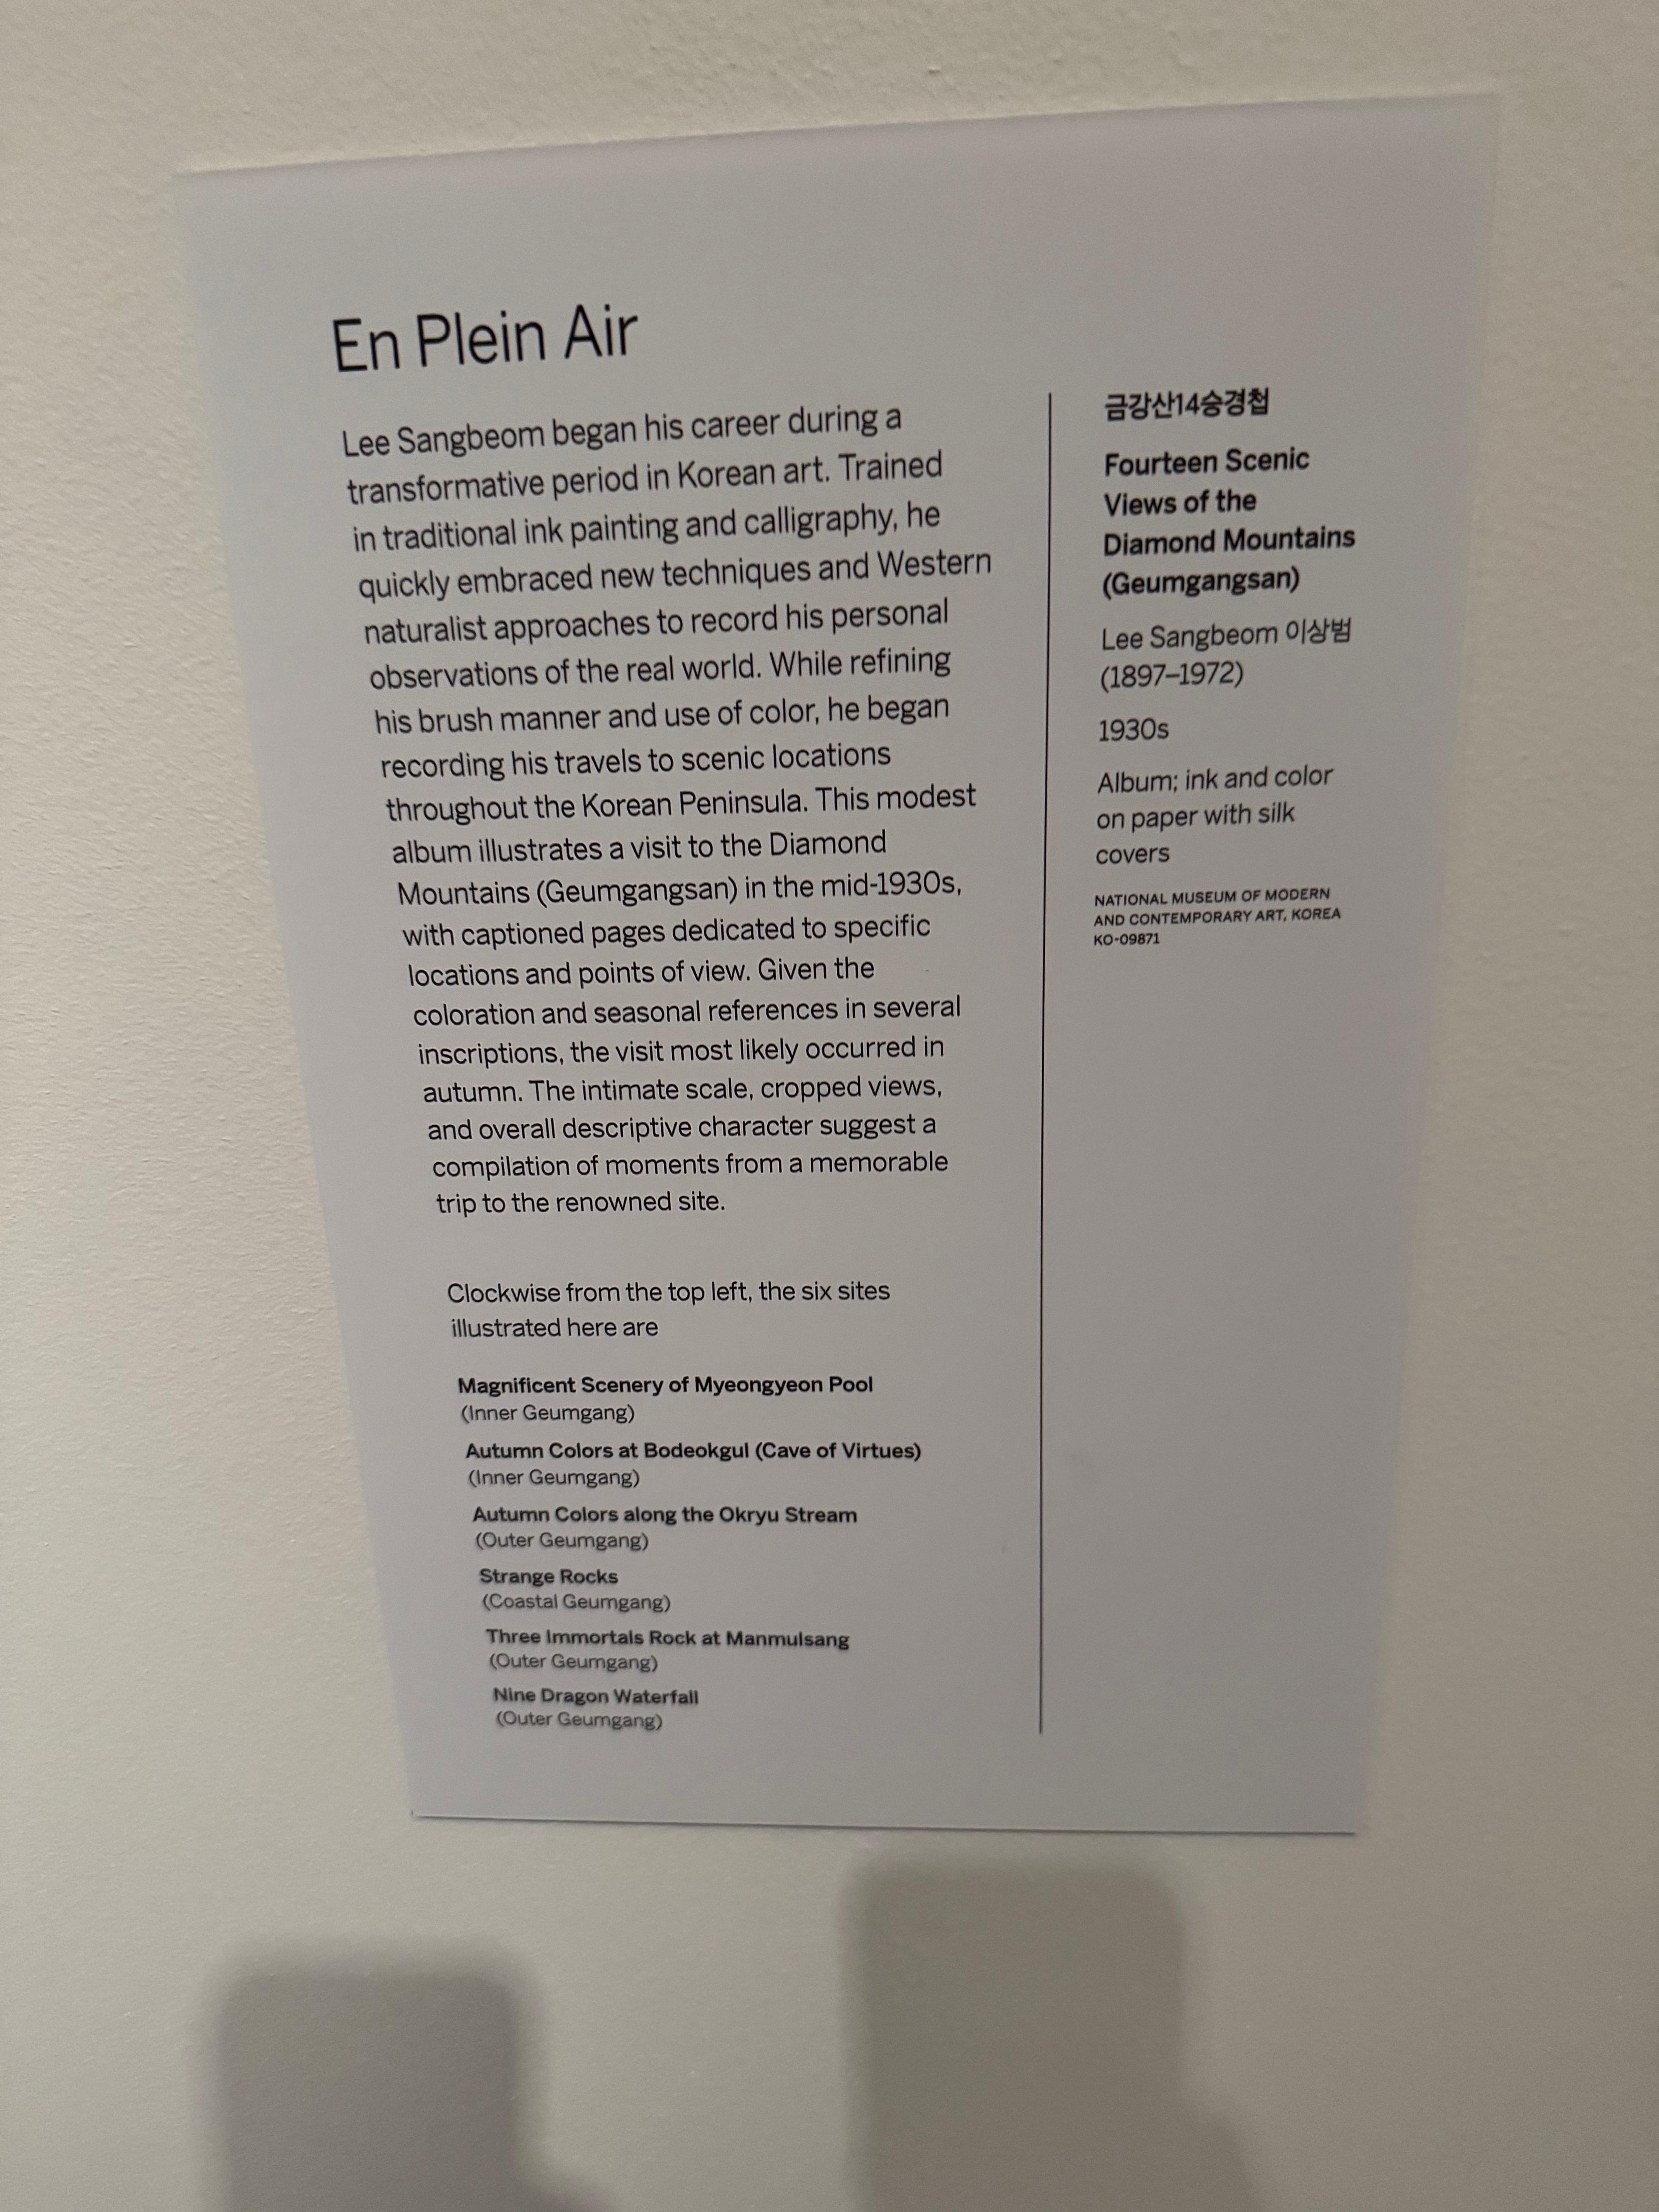 En Plein Air
Lee Sangbeom began his career during a
transformative period in Korean art. Trained
in traditional ink painting and calligraphy, he
quickly embraced new techniques and Western
naturalist approaches to record his personal
observations of the real world. While refining
his brush manner and use of color, he began
recording his travels to scenic locations
throughout the Korean Peninsula. This modest
album illustrates a visit to the Diamond
Mountains (Geumgangsan) in the mid-1930s,
with captioned pages dedicated to specific
locations and points of view. Given the
coloration and seasonal references in several
inscriptions, the visit most likely occurred in
autumn. The intimate scale, cropped views,
and overall descriptive character suggest a
compilation of moments from a memorable
trip to the renowned site.
Clockwise from the top left, the six sites
illustrated here are
Magnificent Scenery of Myeongyeon Pool
(Inner Geumgang)
Autumn Colors at Bodeokgul (Cave of Virtues)
(Inner Geumgang)
Autumn Colors along the Okryu Stream
(Outer Geumgang)
Strange Rocks
(Coastal Geumgang)
Three Immortals Rock at Manmulsang
(Outer Geumgang)
Nine Dragon Waterfall
(Outer Geumgang)
금강산14승경첩
Fourteen Scenic
Views of the
Diamond Mountains
(Geumgangsan)
Lee Sangbeom 이상범
(1897–1972)
1930s
Album; ink and color
on paper with silk
covers
NATIONAL MUSEUM OF MODERN
AND CONTEMPORARY ART, KOREA
KO-09871